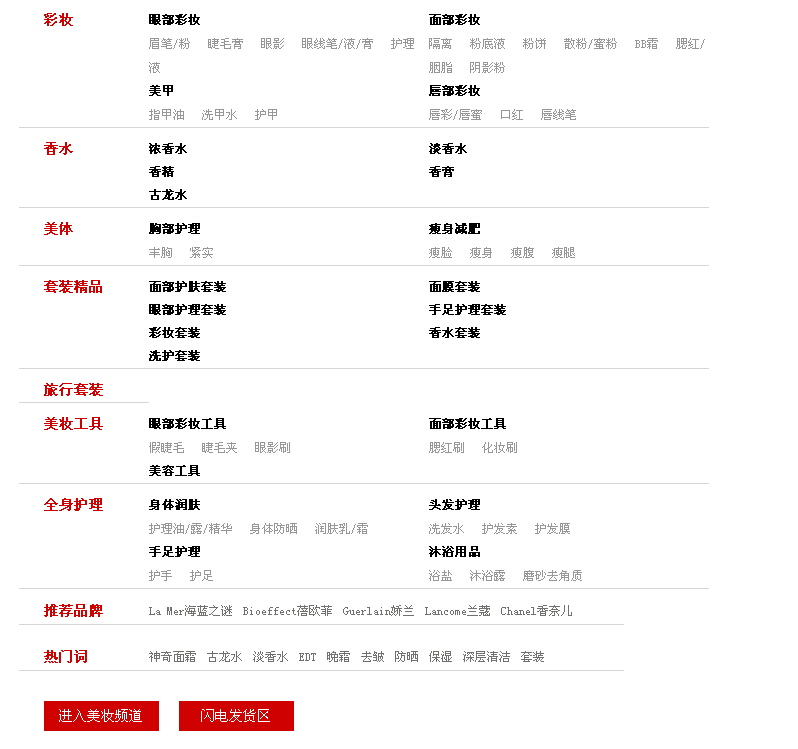 彩妆 眼部彩妆 面部彩妆
眉笔/粉 睫毛膏 眼影 眼线笔/液/膏 护理 隔离 粉底液 粉饼 散粉/蜜粉 BB霜 腮红/
液 胭脂 阴影粉
美甲 唇部彩妆
指甲油 洗甲水 护甲 唇彩/唇蜜 口红 唇线笔
香水 浓香水 淡香水
香精 香膏
古龙水
美体 胸部护理 瘦身减肥
丰胸 紧实 瘦脸 瘦身 瘦腹 瘦腿
套装精品 面部护肤套装 面膜套装
眼部护理套装 手足护理套装
彩妆套装 香水套装
洗护套装
旅行套装
美妆工具 眼部彩妆工具 面部彩妆工具
假睫毛 睫毛夹 眼影刷 腮红刷 化妆刷
美容工具
全身护理 身体润肤 头发护理
护理油/露/精华 身体防晒 润肤乳/霜 洗发水 护发素 护发膜
手足护理 沐浴用品
护手 护足 浴盐 沐浴露 磨砂去角质
推荐品牌 La Mer海蓝之谜 Bioeffect蓓欧菲 Guerlain娇兰 Lancome兰蔻 Chanel香奈儿
热门词 神奇面霜 古龙水 淡香水 EDT 晚霜 去皱 防晒 保湿 深层清洁 套装
进入美妆频道 闪电发货区